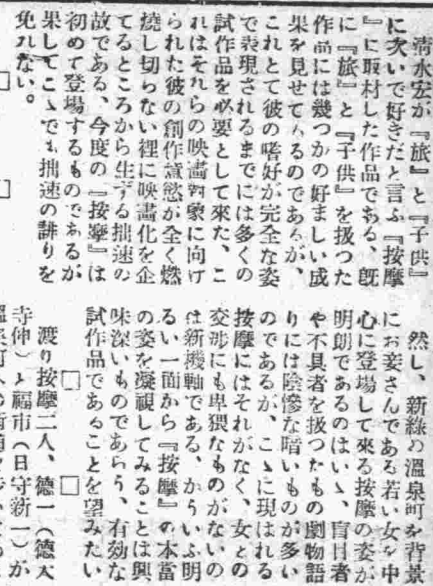 清水宏が『旅』と『子供』
に次いで好きだと言ふ『按摩
』に取材した作品である、既
に『旅』と『子供』を扱つた
作品には幾つかの好ましい成
果を見せてゐるのであるが、
これとて彼の嗜好が完全な姿
で表現されるまでには多くの
試作品を必要として来た、こ
れはそれらの映畫對象に向け
られた彼の創作意慾が全く燃
燒し切らない裡に映畫化を企
てるところから生ずる拙速の
故である、今度の『按摩』は
初めて登場するものであるが
果してこゝでも拙速の譏りを
免れない。
□ □
然し、新緑の温泉町を背景
にお妾さんである若い女を中
心に登場して來る按摩の姿が
明朗であるのはいゝ、盲目者
や不具者を扱つたもの劇物語
りには陰慘な暗いものが多い
のであるが、こゝに現はれる
按摩にはそれがなく、女との
交渉にも卑猥なものがないの
は新機軸である、かういふ明
るい一面から『按摩』の本當
の姿を凝視してみることは興
味深いものであらう、有効な
試作品であることを望みたい
□ □
渡り按摩二人、德一（德大
寺伸）と福市（日守新一）が